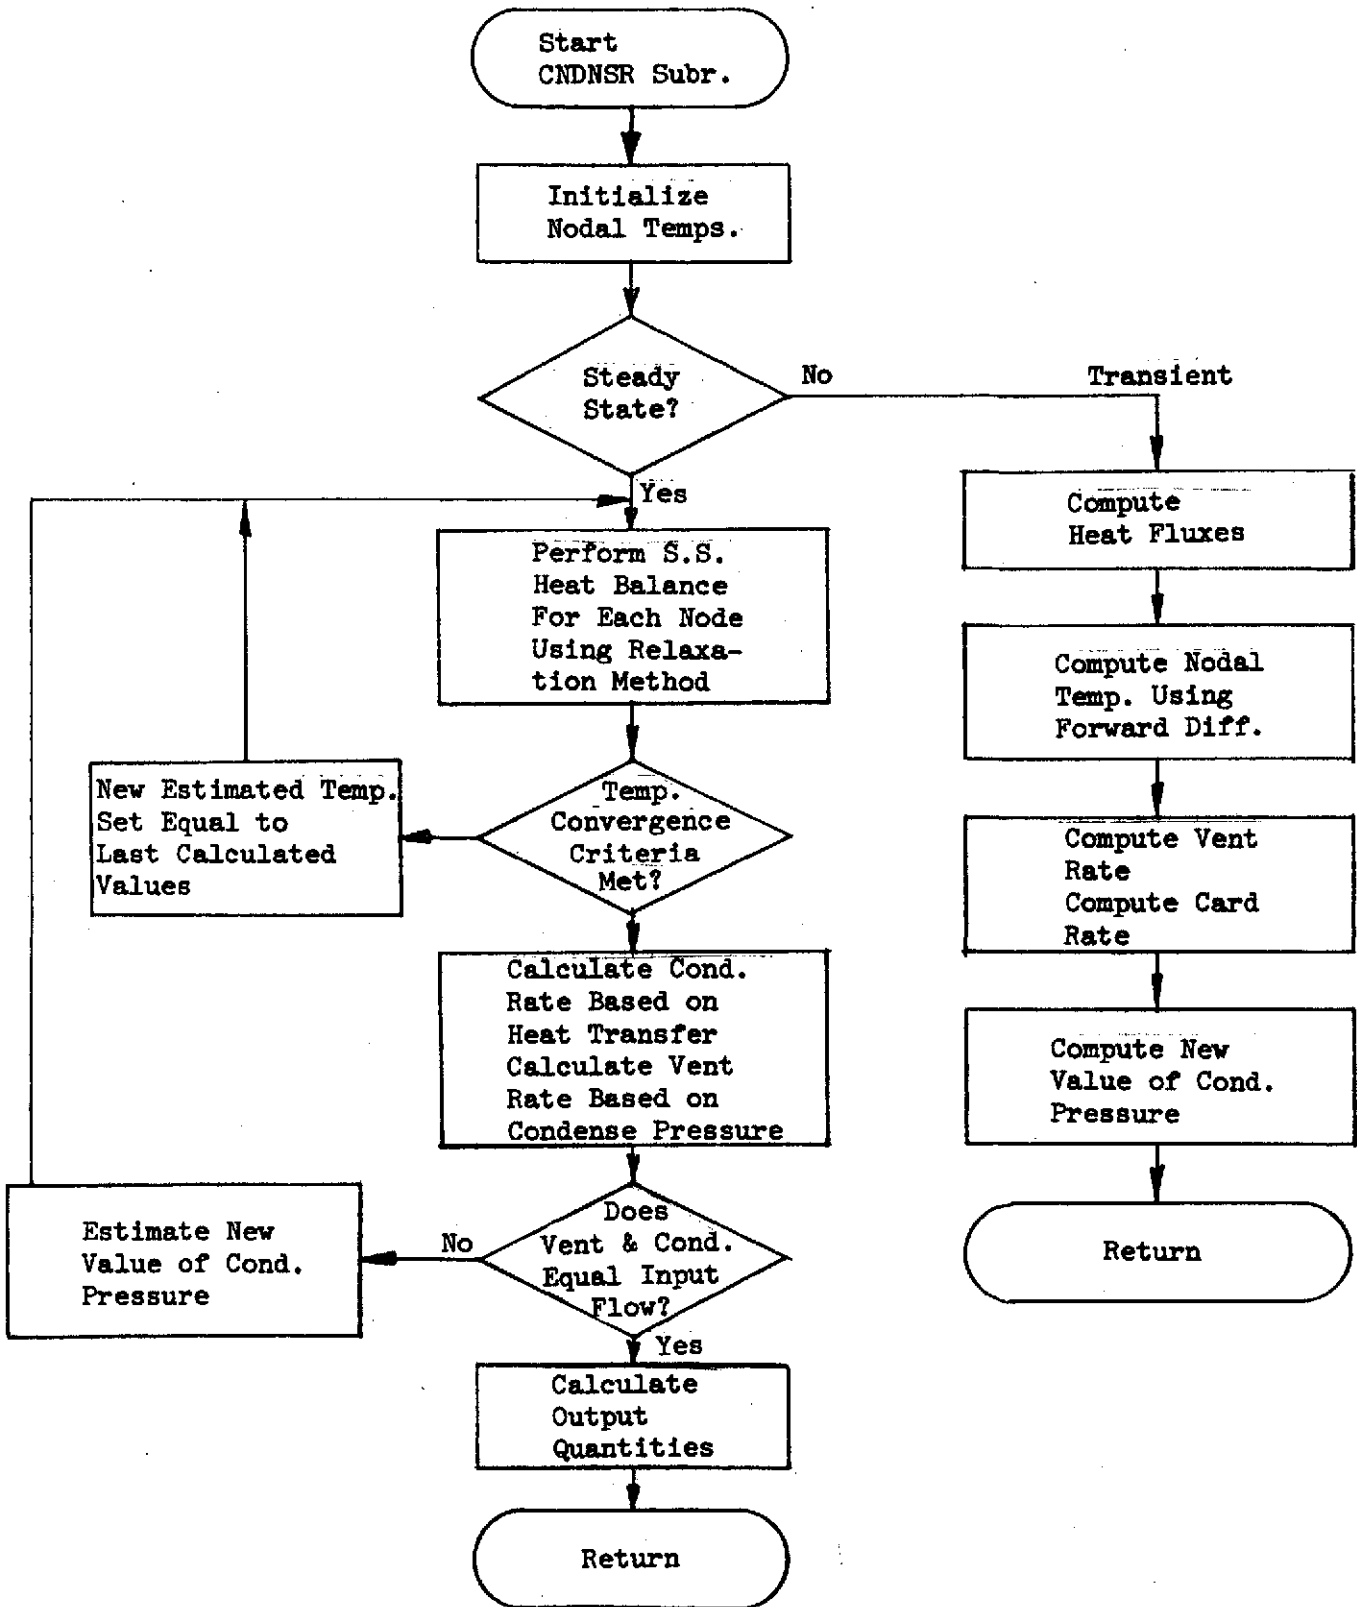 Start
CNDNSR Subr.
Initialize
Nodal Temps.
Steady
State?
No
Transient
Yes
Perform S.S.
Heat Balance
For Each Node
Using Relaxa-
tion Method
New Estimated Temp.
Set Equal to
Last Calculated
Values
Temp.
Convergence
Criteria
Met?
Calculate Cond.
Rate Based on
Heat Transfer
Calculate Vent
Rate Based on
Condense Pressure
Estimate New
Value of Cond.
Pressure
No
Does
Vent & Cond.
Equal Input
Flow?
Yes
Calculate
Output
Quantities
Return
Compute
Heat Fluxes
Compute Nodal
Temp. Using
Forward Diff.
Compute Vent
Rate
Compute Card
Rate
Compute New
Value of Cond.
Pressure
Return